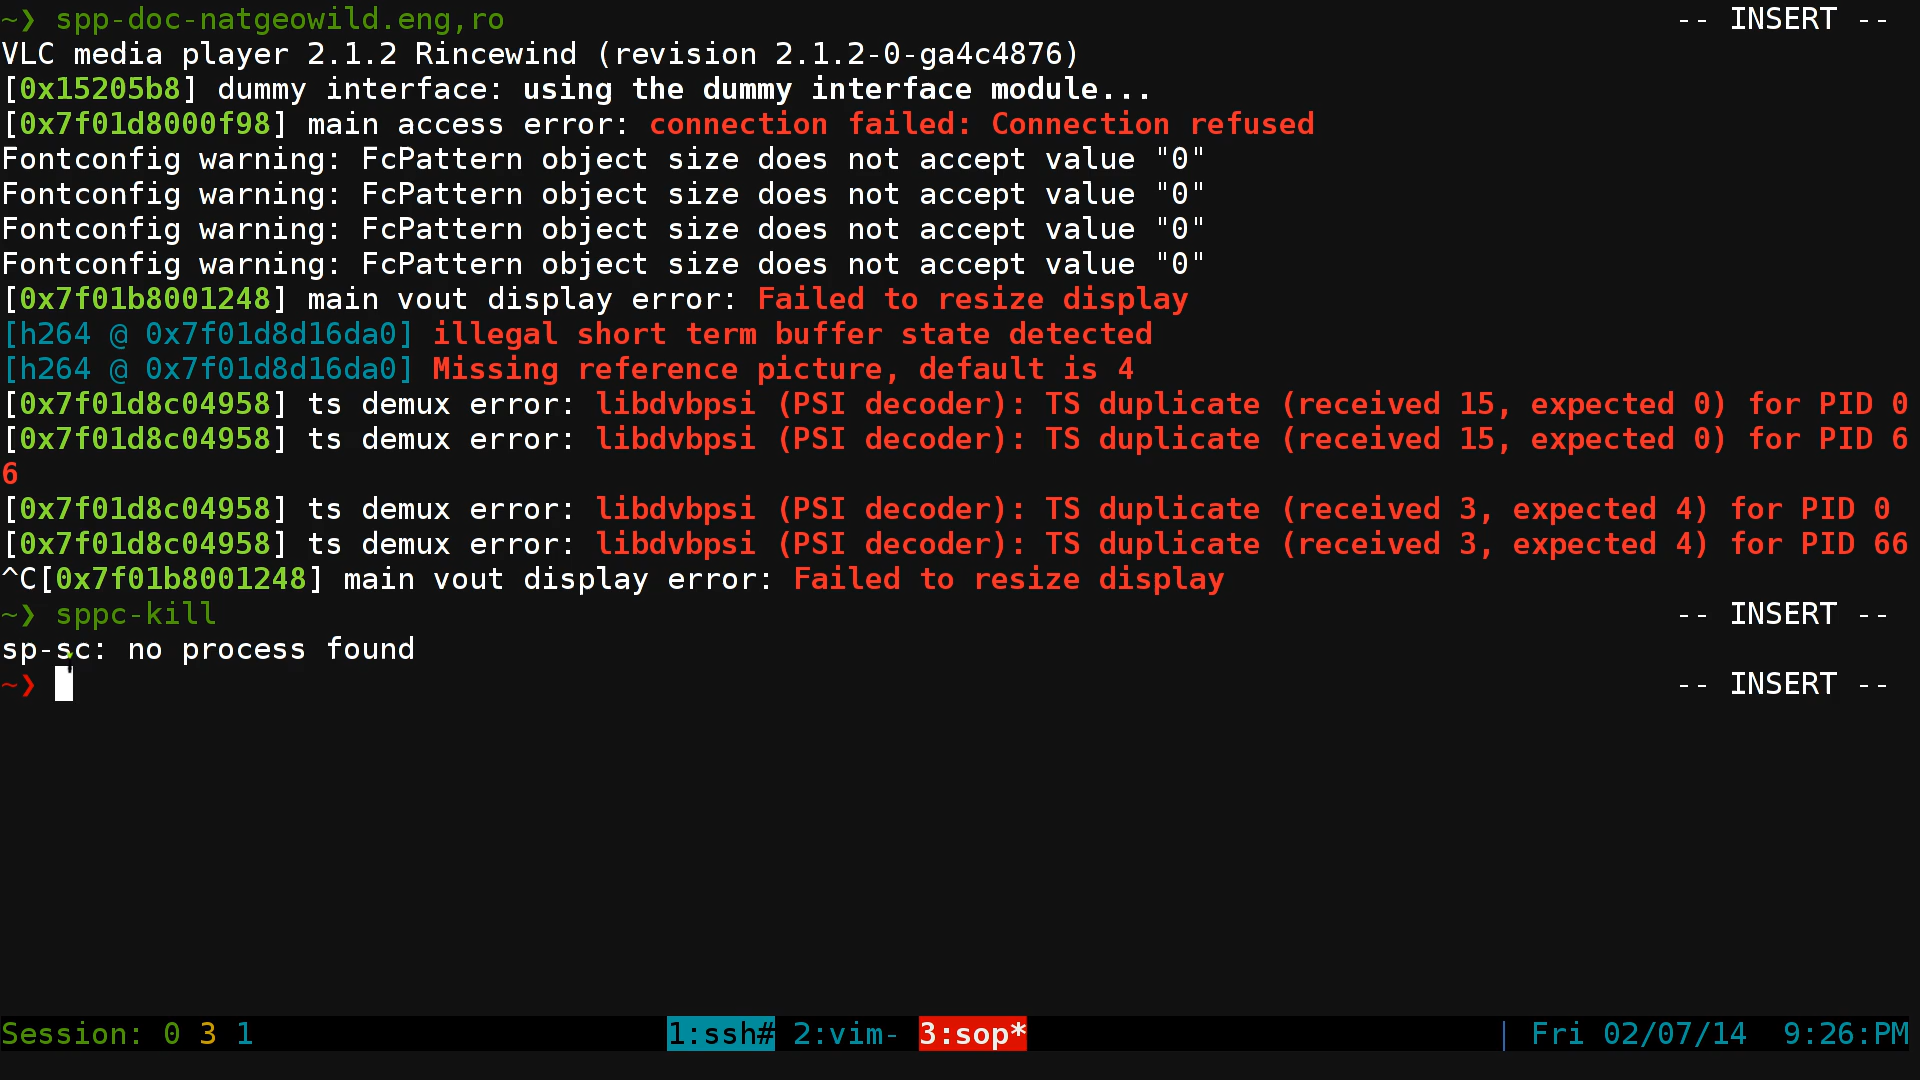 ~❯ spp-doc-natgeowild.eng,ro -- INSERT --
VLC media player 2.1.2 Rincewind (revision 2.1.2-0-ga4c4876)
[0x15205b8] dummy interface: using the dummy interface module...
[0x7f01d8000f98] main access error: connection failed: Connection refused
Fontconfig warning: FcPattern object size does not accept value "0"
Fontconfig warning: FcPattern object size does not accept value "0"
Fontconfig warning: FcPattern object size does not accept value "0"
Fontconfig warning: FcPattern object size does not accept value "0"
[0x7f01b8001248] main vout display error: Failed to resize display
[h264 @ 0x7f01d8d16da0] illegal short term buffer state detected
[h264 @ 0x7f01d8d16da0] Missing reference picture, default is 4
[0x7f01d8c04958] ts demux error: libdvbpsi (PSI decoder): TS duplicate (received 15, expected 0) for PID 0
[0x7f01d8c04958] ts demux error: libdvbpsi (PSI decoder): TS duplicate (received 15, expected 0) for PID 6
6
[0x7f01d8c04958] ts demux error: libdvbpsi (PSI decoder): TS duplicate (received 3, expected 4) for PID 0
[0x7f01d8c04958] ts demux error: libdvbpsi (PSI decoder): TS duplicate (received 3, expected 4) for PID 66
^C[0x7f01b8001248] main vout display error: Failed to resize display
~❯ sppc-kill -- INSERT --
sp-sc: no process found
~❯ -- INSERT --
Session: 0 3 1 1:ssh# 2:vim- 3:sop* | Fri 02/07/14 9:26:PM